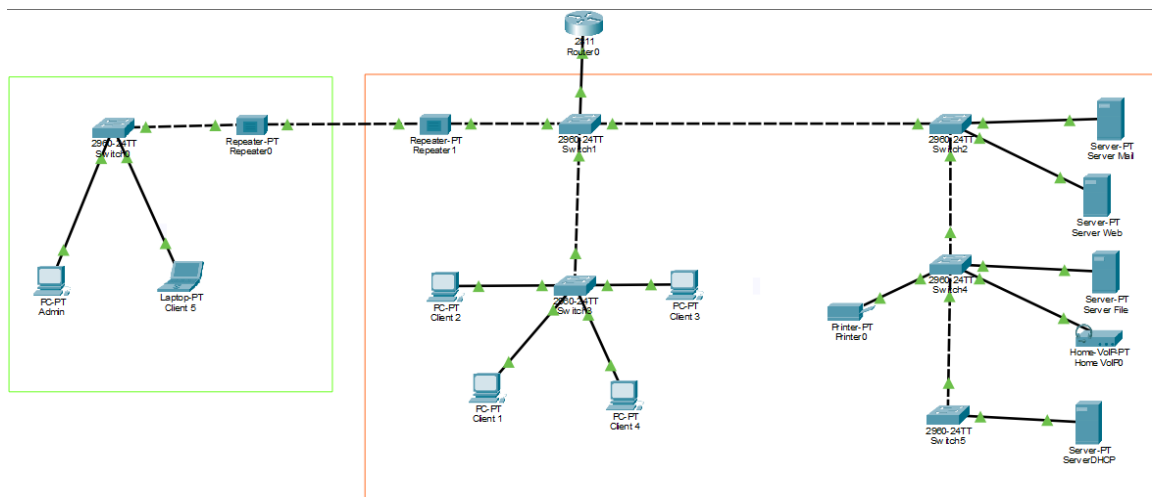 2811
Router0
2960-24TT
Switch0
Repeater-PT
Repeater0
Repeater-PT
Repeater 1
2960-24TT
Switch1
2960-24TT
Switch2
Server-PT
Server Mail
Server-PT
Server Web
PC-PT
Admin
Laptop-PT
Client 5
PC-PT
Client 2
2960-24TT
Switch3
PC-PT
Client 3
2960-24TT
Switch4
Server-PT
Server File
Printer-PT
Printer0
Home-VoIP-PT
Home VoIP0
PC-PT
Client 1
PC-PT
Client 4
2960-24TT
Switch5
Server-PT
ServerDHCP